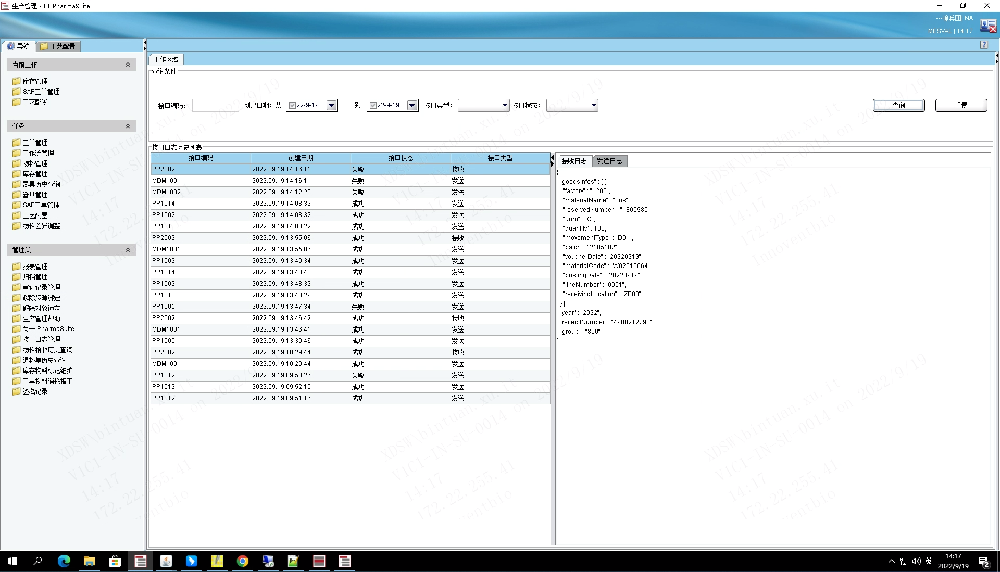 生产管理 - FT PharmaSuite
---徐兵团| NA
MESVAL | 14:17
导航
工艺配置
当前工作
库存管理
SAP工单管理
工艺配置
任务
工单管理
工作流管理
物料管理
库存管理
器具历史查询
器具管理
SAP工单管理
工艺配置
物料差异调整
管理员
报表管理
归档管理
审计记录管理
解除资源绑定
解除对象锁定
生产管理帮助
关于 PharmaSuite
接口日志管理
物料接收历史查询
退料单历史查询
库存物料标记维护
工单物料消耗报工
签名记录
工作区域
查询条件
接口编码： 创建日期：从 22-9-19 到 22-9-19 接口类型： 接口状态： 查询 重置
接口日志历史列表
接口编码 创建日期 接口状态 接口类型
PP2002 2022.09.19 14:16:11 失败 接收
MDM1001 2022.09.19 14:16:11 失败 发送
MDM1002 2022.09.19 14:12:23 失败 发送
PP1014 2022.09.19 14:08:32 成功 发送
PP1002 2022.09.19 14:08:32 成功 发送
PP1013 2022.09.19 14:08:22 成功 发送
PP2002 2022.09.19 13:55:06 成功 接收
MDM1001 2022.09.19 13:55:06 成功 发送
PP1003 2022.09.19 13:49:34 成功 发送
PP1014 2022.09.19 13:48:40 成功 发送
PP1002 2022.09.19 13:48:39 成功 发送
PP1013 2022.09.19 13:48:29 成功 发送
PP1005 2022.09.19 13:47:34 失败 发送
PP2002 2022.09.19 13:46:42 成功 接收
MDM1001 2022.09.19 13:46:41 成功 发送
PP1005 2022.09.19 13:39:46 成功 发送
PP2002 2022.09.19 10:29:44 成功 接收
MDM1001 2022.09.19 10:29:44 成功 发送
PP1012 2022.09.19 09:53:26 失败 发送
PP1012 2022.09.19 09:52:10 成功 发送
PP1012 2022.09.19 09:51:16 成功 发送
接收日志 发送日志
{
"goodsInfos" : [ {
"factory" : "1200",
"materialName" : "Tris",
"reservedNumber" : "1800985",
"uom" : "G",
"quantity" : 100,
"movementType" : "D01",
"batch" : "2105102",
"voucherDate" : "20220919",
"materialCode" : "W02010064",
"postingDate" : "20220919",
"lineNumber" : "0001",
"receivingLocation" : "ZB00"
} ],
"year" : "2022",
"receiptNumber" : "4900212798",
"group" : "800"
}
XDSW\bintuan.xu.it
V1C1-IN-SU-0014 on 2022/9/19
14:17
172.22.255.41
Innoventbio
英
14:17
2022/9/19
2